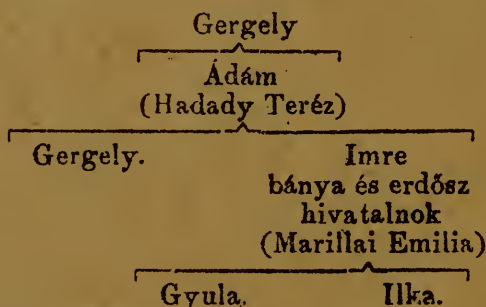 Gergely
Ádám
(Hadady Teréz)
Gergely. Imre
bánya és erdősz
hivatalnok
(Marillai Emilia)
Gyula. Ilka.